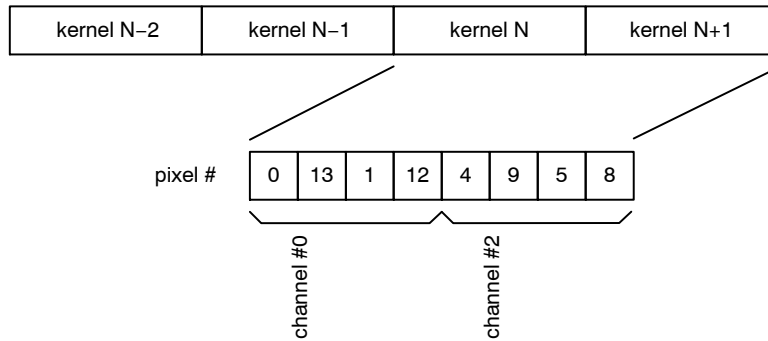 kernel N−2 kernel N−1 kernel N kernel N+1
pixel # 0 13 1 12 4 9 5 8
channel #0
channel #2